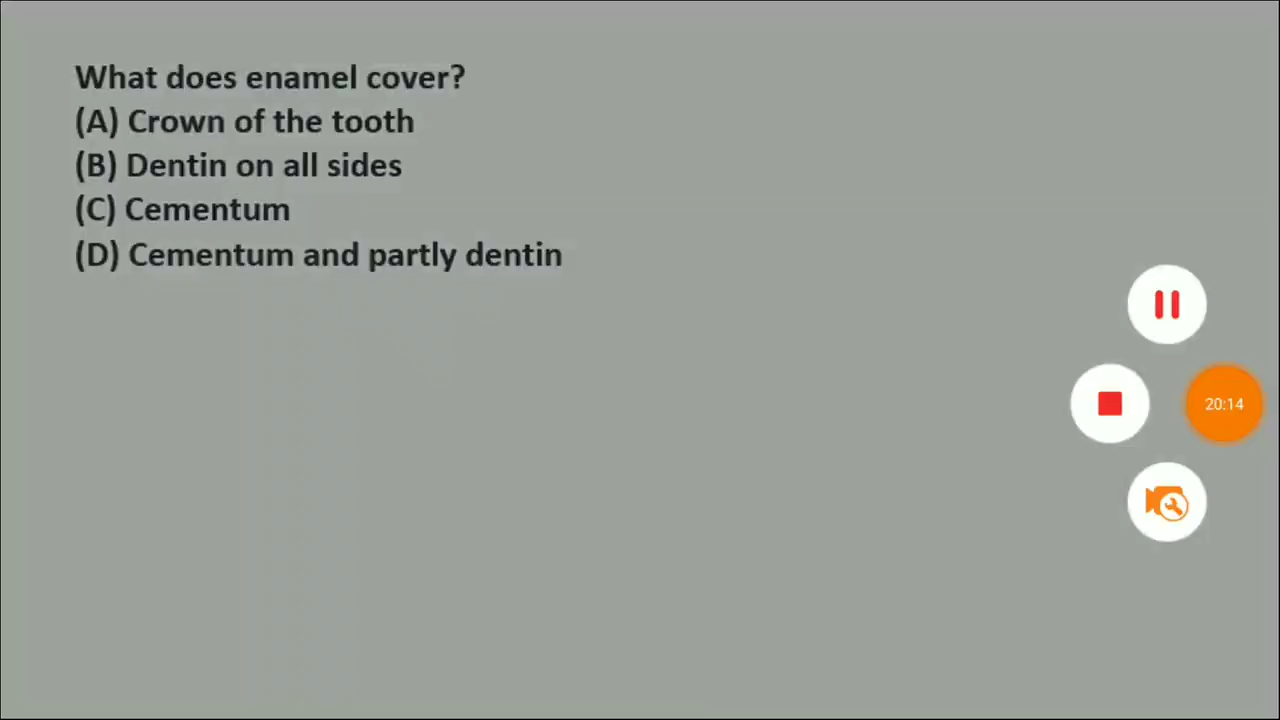 What does enamel cover?
(A) Crown of the tooth
(B) Dentin on all sides
(C) Cementum
(D) Cementum and partly dentin
20:14